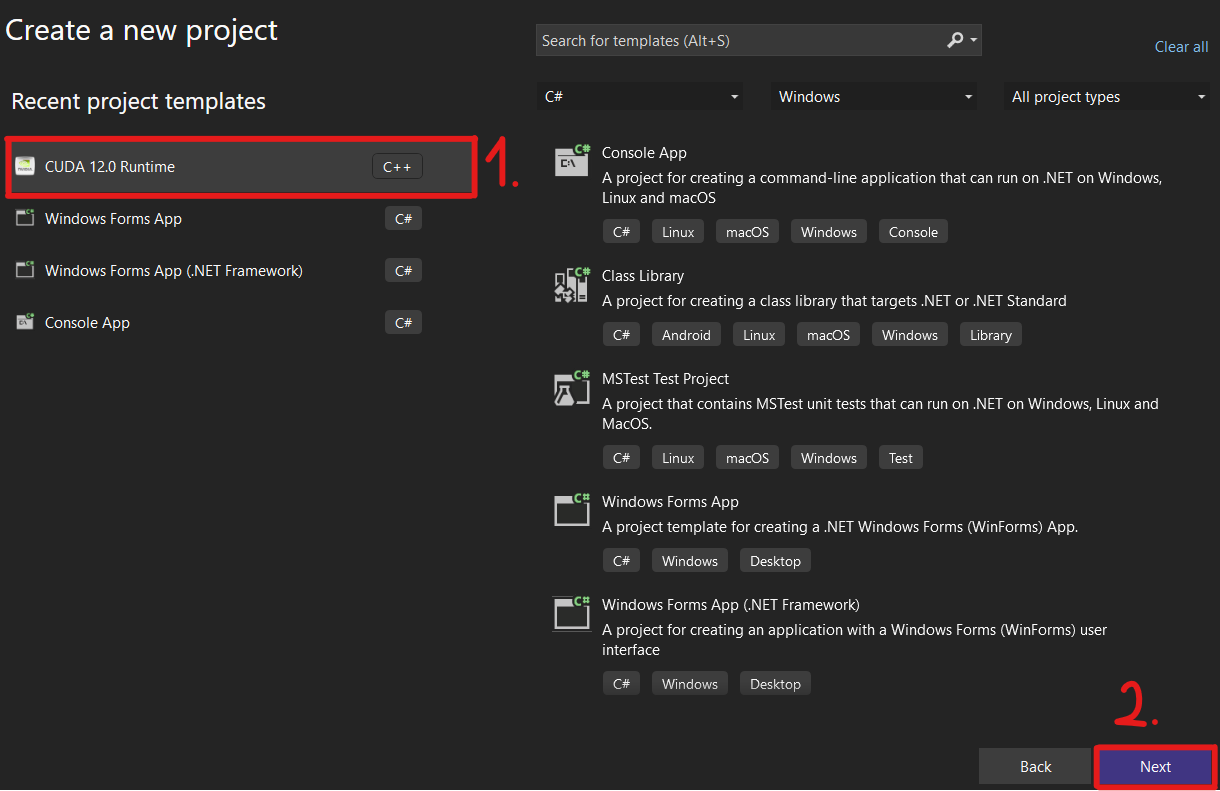 Create a new project
Search for templates (Alt+S)
Clear all
Recent project templates
C#
Windows
All project types
CUDA 12.0 Runtime
C++
1.
Windows Forms App
C#
Windows Forms App (.NET Framework)
C#
Console App
C#
Console App
A project for creating a command-line application that can run on .NET on Windows,
Linux and macOS
C# Linux macOS Windows Console
Class Library
A project for creating a class library that targets .NET or .NET Standard
C# Android Linux macOS Windows Library
MSTest Test Project
A project that contains MSTest unit tests that can run on .NET on Windows, Linux and
MacOS.
C# Linux macOS Windows Test
Windows Forms App
A project template for creating a .NET Windows Forms (WinForms) App.
C# Windows Desktop
Windows Forms App (.NET Framework)
A project for creating an application with a Windows Forms (WinForms) user
interface
C# Windows Desktop
2.
Back
Next